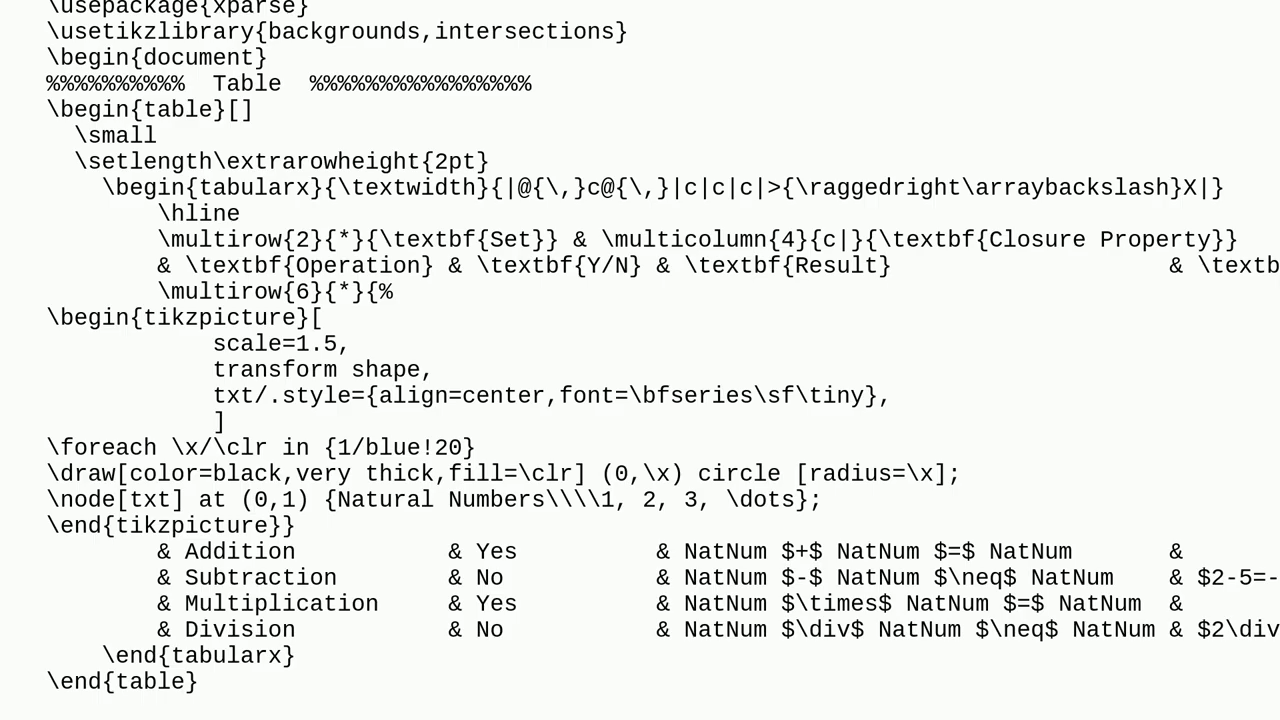 \usepackage{xparse}
\usetikzlibrary{backgrounds,intersections}
\begin{document}
%%%%%%%%%%  Table  %%%%%%%%%%%%%%%%
\begin{table}[]
  \small
  \setlength\extrarowheight{2pt}
    \begin{tabularx}{\textwidth}{|@{\,}c@{\,}|c|c|c|>{\raggedright\arraybackslash}X|}
        \hline
        \multirow{2}{*}{\textbf{Set}} & \multicolumn{4}{c|}{\textbf{Closure Property}}
        & \textbf{Operation} & \textbf{Y/N} & \textbf{Result}                    & \textb
        \multirow{6}{*}{%
\begin{tikzpicture}[
            scale=1.5,
            transform shape,
            txt/.style={align=center,font=\bfseries\sf\tiny},
            ]
\foreach \x/\clr in {1/blue!20}
\draw[color=black,very thick,fill=\clr] (0,\x) circle [radius=\x];
\node[txt] at (0,1) {Natural Numbers\\\\1, 2, 3, \dots};
\end{tikzpicture}}
        & Addition           & Yes          & NatNum $+$ NatNum $=$ NatNum       &
        & Subtraction        & No           & NatNum $-$ NatNum $\neq$ NatNum    & $2-5=-
        & Multiplication     & Yes          & NatNum $\times$ NatNum $=$ NatNum  &
        & Division           & No           & NatNum $\div$ NatNum $\neq$ NatNum & $2\div
    \end{tabularx}
\end{table}